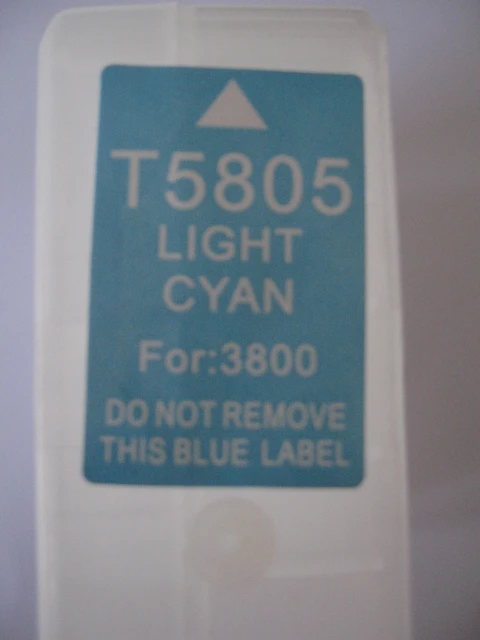 T5805
LIGHT
CYAN
For:3800
DO NOT REMOVE
THIS BLUE LABEL